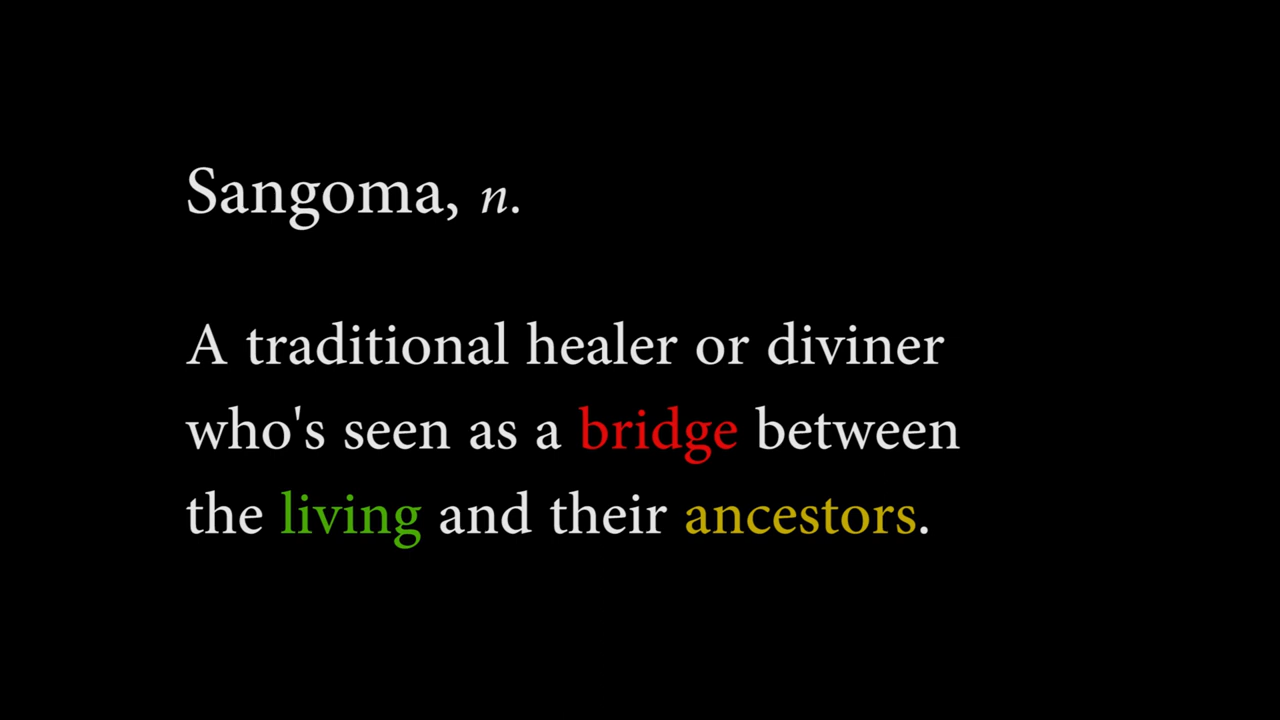 Sangoma, n.
A traditional healer or diviner
who's seen as a bridge between
the living and their ancestors.